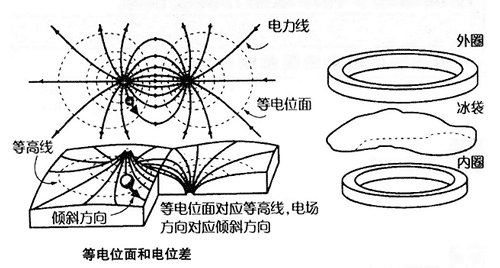 电力线
等电位面
等高线
倾斜方向
等电位面对应等高线，电场
方向对应倾斜方向
等电位面和电位差
外圈
冰袋
内圈